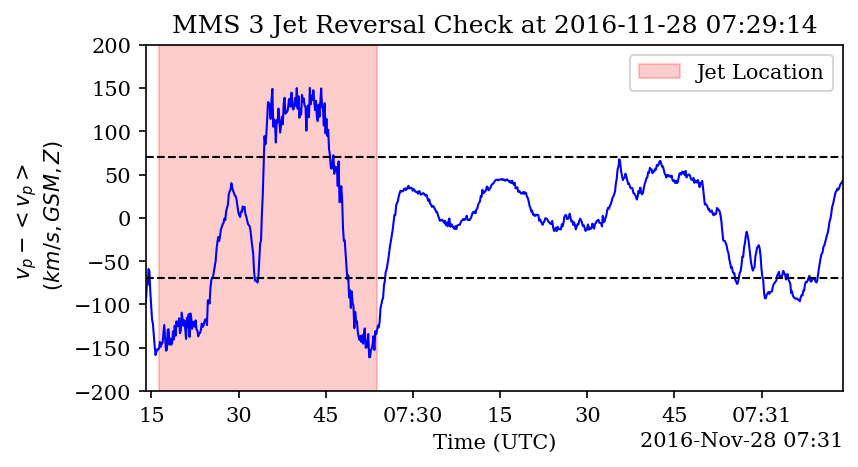 MMS 3 Jet Reversal Check at 2016-11-28 07:29:14
Jet Location
v_p − <v_p>
(km/s, GSM, Z)
200
150
100
50
0
−50
−100
−150
−200
15 30 45 07:30 15 30 45 07:31
Time (UTC)
2016-Nov-28 07:31